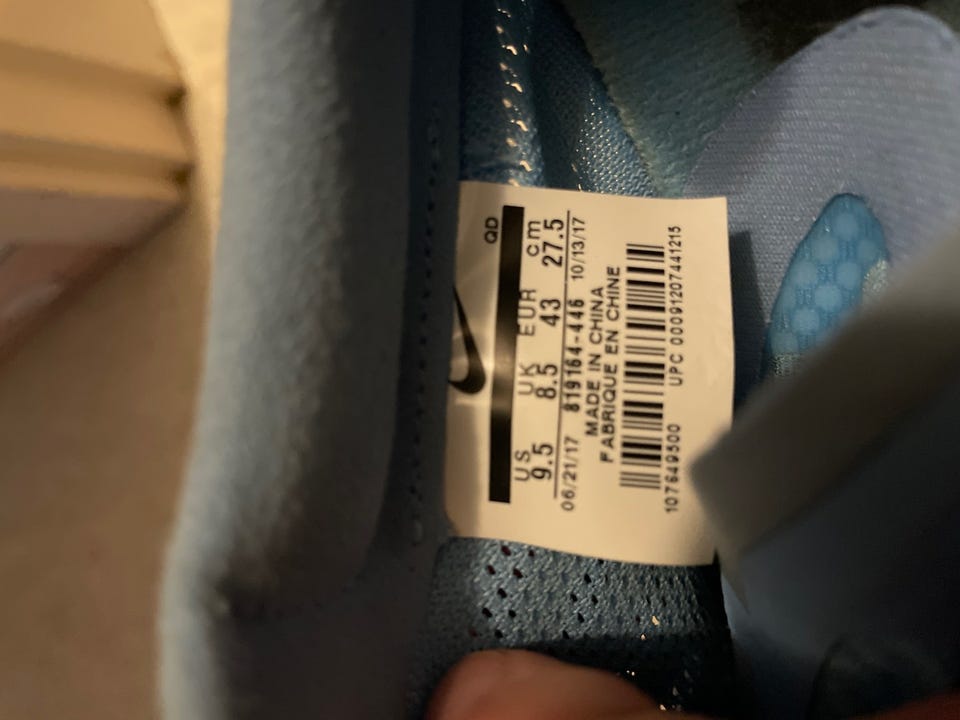 QD
US UK EUR cm
9.5 8.5 43 27.5
06/21/17 819164-446 10/13/17
MADE IN CHINA
FABRIQUE EN CHINE
107649500 UPC 00091207441215